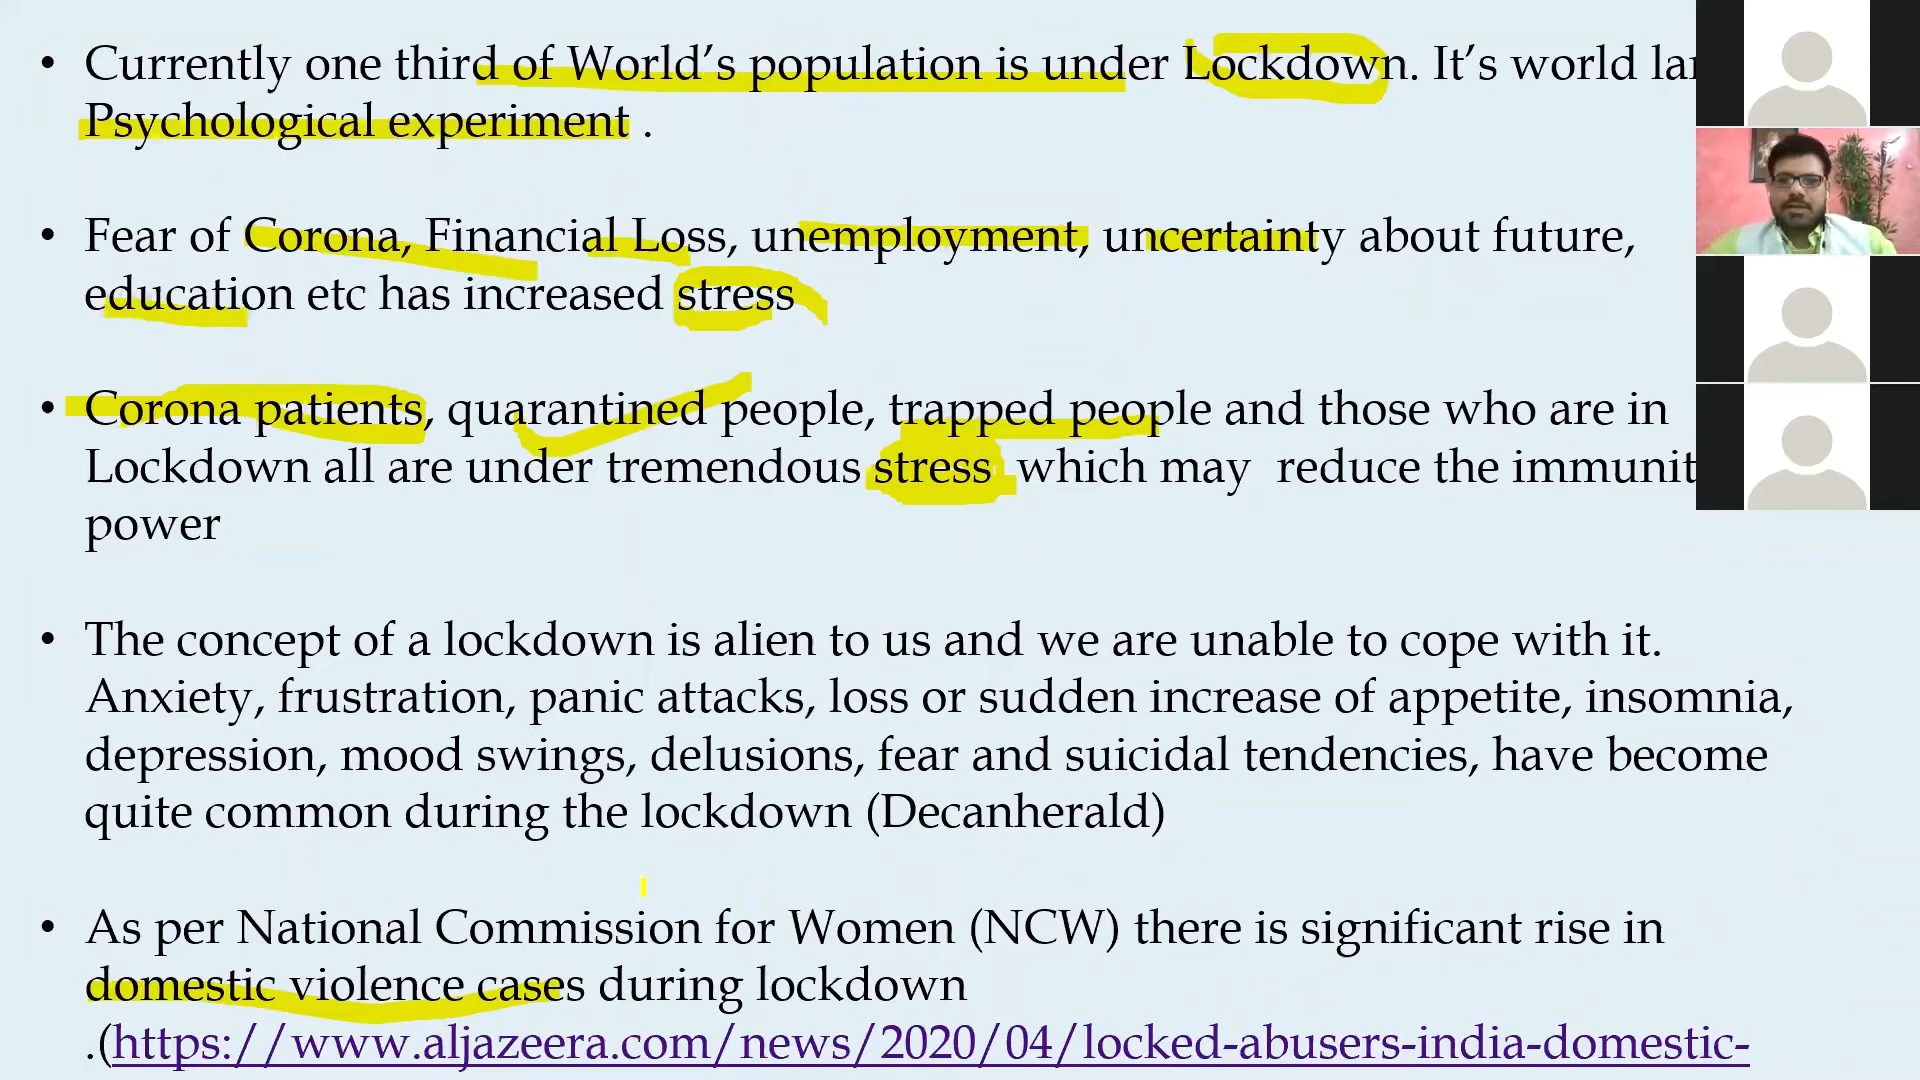 • Currently one third of World’s population is under Lockdown. It’s world
Psychological experiment .
• Fear of Corona, Financial Loss, unemployment, uncertainty about future,
education etc has increased stress
• Corona patients, quarantined people, trapped people and those who are in
Lockdown all are under tremendous stress which may reduce the
power
• The concept of a lockdown is alien to us and we are unable to cope with it.
Anxiety, frustration, panic attacks, loss or sudden increase of appetite, insomnia,
depression, mood swings, delusions, fear and suicidal tendencies, have become
quite common during the lockdown (Decanherald)
• As per National Commission for Women (NCW) there is significant rise in
domestic violence cases during lockdown
.(https://www.aljazeera.com/news/2020/04/locked-abusers-india-domestic-